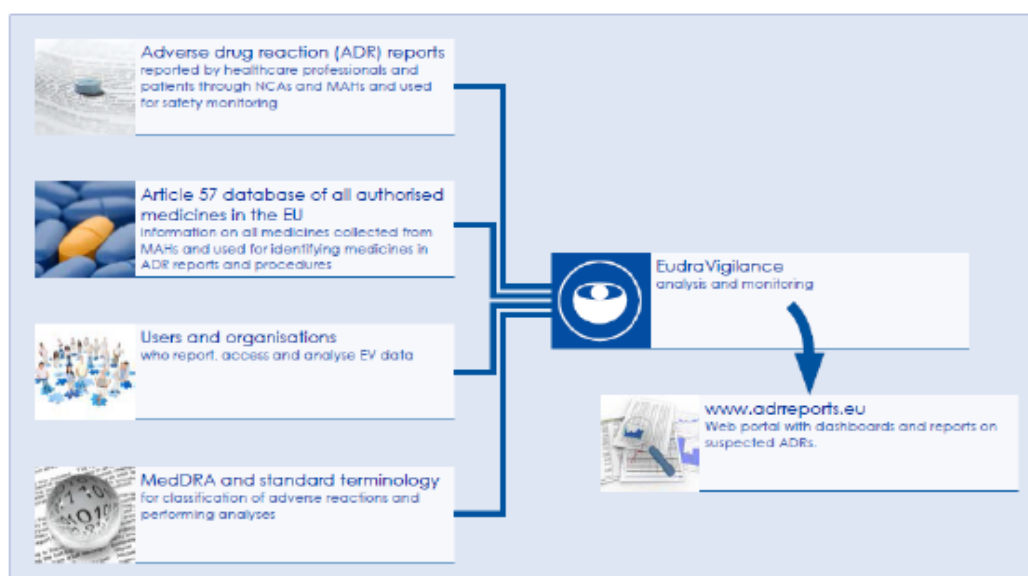 Adverse drug reaction (ADR) reports
reported by healthcare professionals and
patients through NCAs and MAHs and used
for safety monitoring
Article 57 database of all authorised
medicines in the EU
information on all medicines collected from
MAHs and used for identifying medicines in
ADR reports and procedures
Users and organisations
who report, access and analyse EV data
MedDRA and standard terminology
for classification of adverse reactions and
performing analyses
EudraVigilance
analysis and monitoring
www.adrreports.eu
Web portal with dashboards and reports on
suspected ADRs.